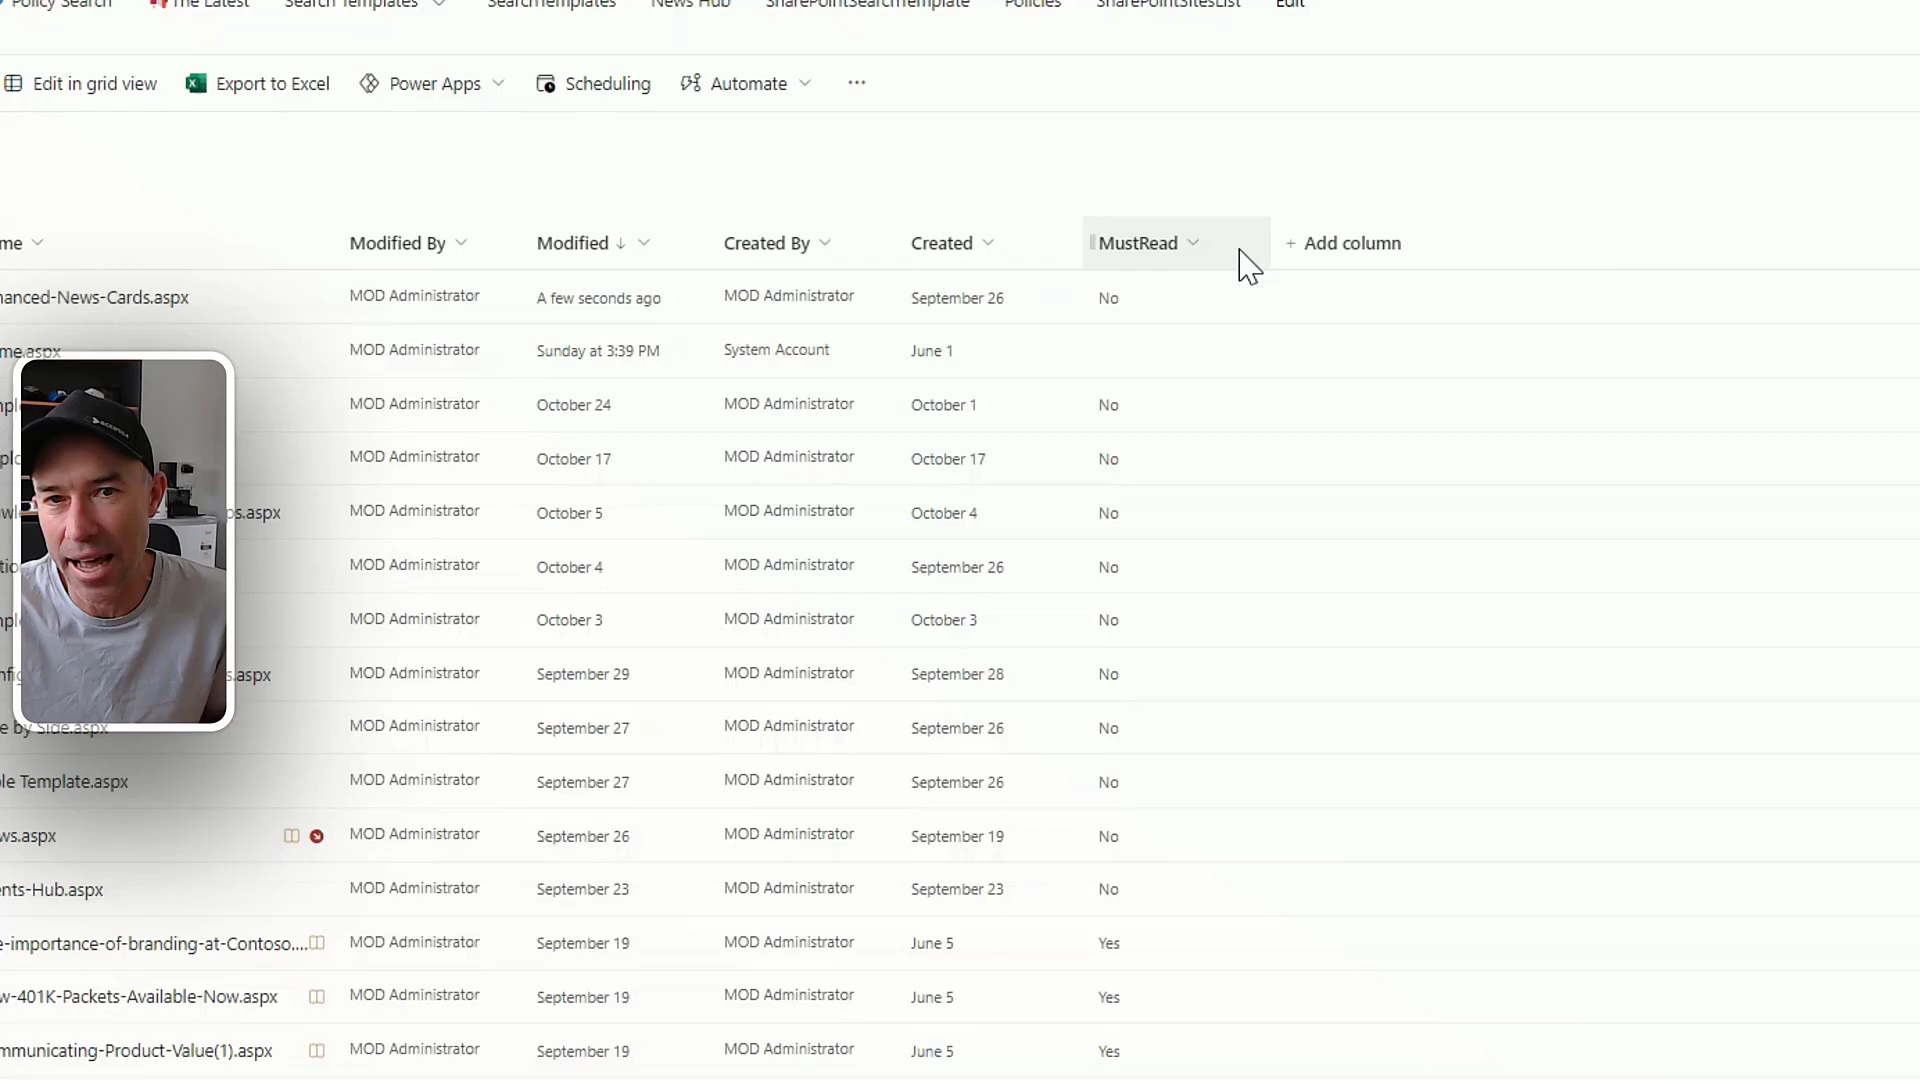 Policy Search The Latest Search Templates SearchTemplates News Hub SharePointSearchTemplate Policies SharePointSitesList Edit
Edit in grid view Export to Excel Power Apps Scheduling Automate ...
me Modified By Modified Created By Created MustRead + Add column
hanced-News-Cards.aspx MOD Administrator A few seconds ago MOD Administrator September 26 No
me.aspx MOD Administrator Sunday at 3:39 PM System Account June 1
MOD Administrator October 24 MOD Administrator October 1 No
MOD Administrator October 17 MOD Administrator October 17 No
ps.aspx MOD Administrator October 5 MOD Administrator October 4 No
MOD Administrator October 4 MOD Administrator September 26 No
MOD Administrator October 3 MOD Administrator October 3 No
s.aspx MOD Administrator September 29 MOD Administrator September 28 No
e by Side.aspx MOD Administrator September 27 MOD Administrator September 26 No
le Template.aspx MOD Administrator September 27 MOD Administrator September 26 No
ws.aspx MOD Administrator September 26 MOD Administrator September 19 No
ents-Hub.aspx MOD Administrator September 23 MOD Administrator September 23 No
e-importance-of-branding-at-Contoso.... MOD Administrator September 19 MOD Administrator June 5 Yes
w-401K-Packets-Available-Now.aspx MOD Administrator September 19 MOD Administrator June 5 Yes
mmunicating-Product-Value(1).aspx MOD Administrator September 19 MOD Administrator June 5 Yes